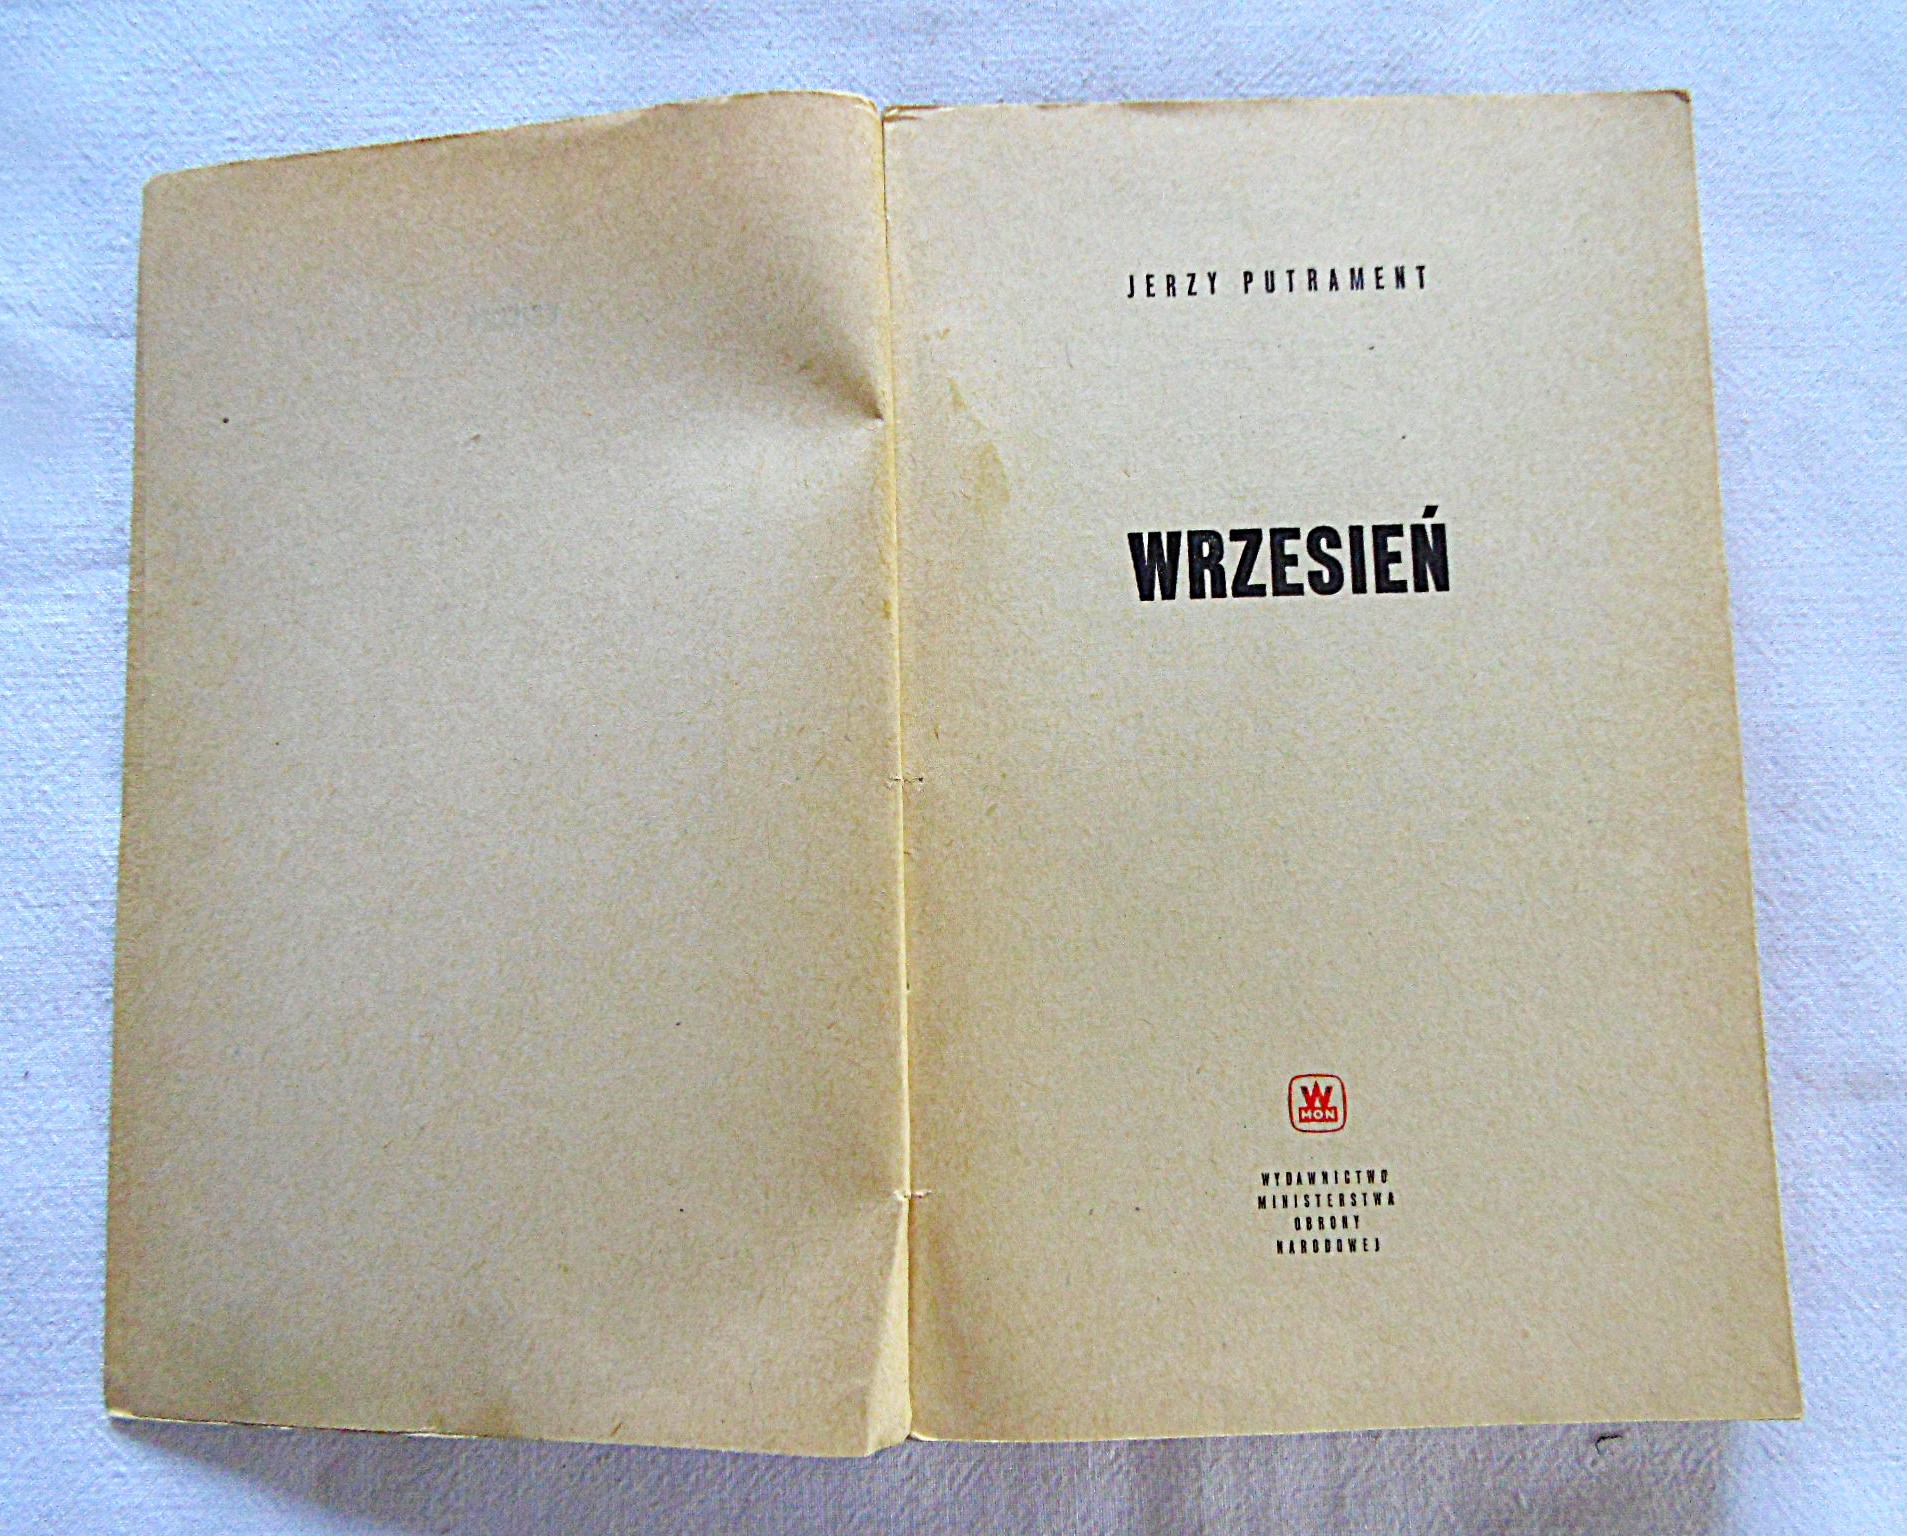 JERZY PUTRAMENT
WRZESIEŃ
W
MON
WYDAWNICTWO
MINISTERSTWA
OBRONY
NARODOWEJ